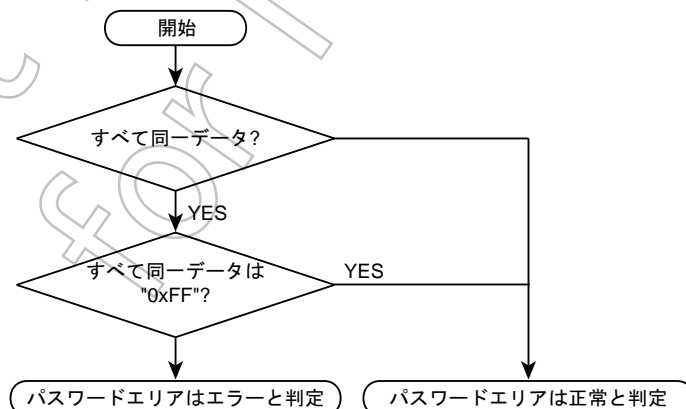 開始
すべて同一データ?
YES
すべて同一データは
"0xFF"?
YES
パスワードエリアはエラーと判定
パスワードエリアは正常と判定